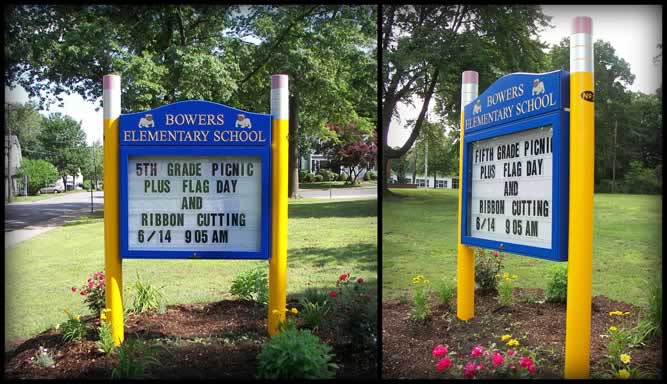 BOWERS
ELEMENTARY SCHOOL
5TH GRADE PICNIC
PLUS FLAG DAY
AND
RIBBON CUTTING
6/14 9 05 AM
BOWERS
ELEMENTARY SCHOOL
FIFTH GRADE PICNIC
PLUS FLAG DAY
AND
RIBBON CUTTING
6/14 9 05 AM